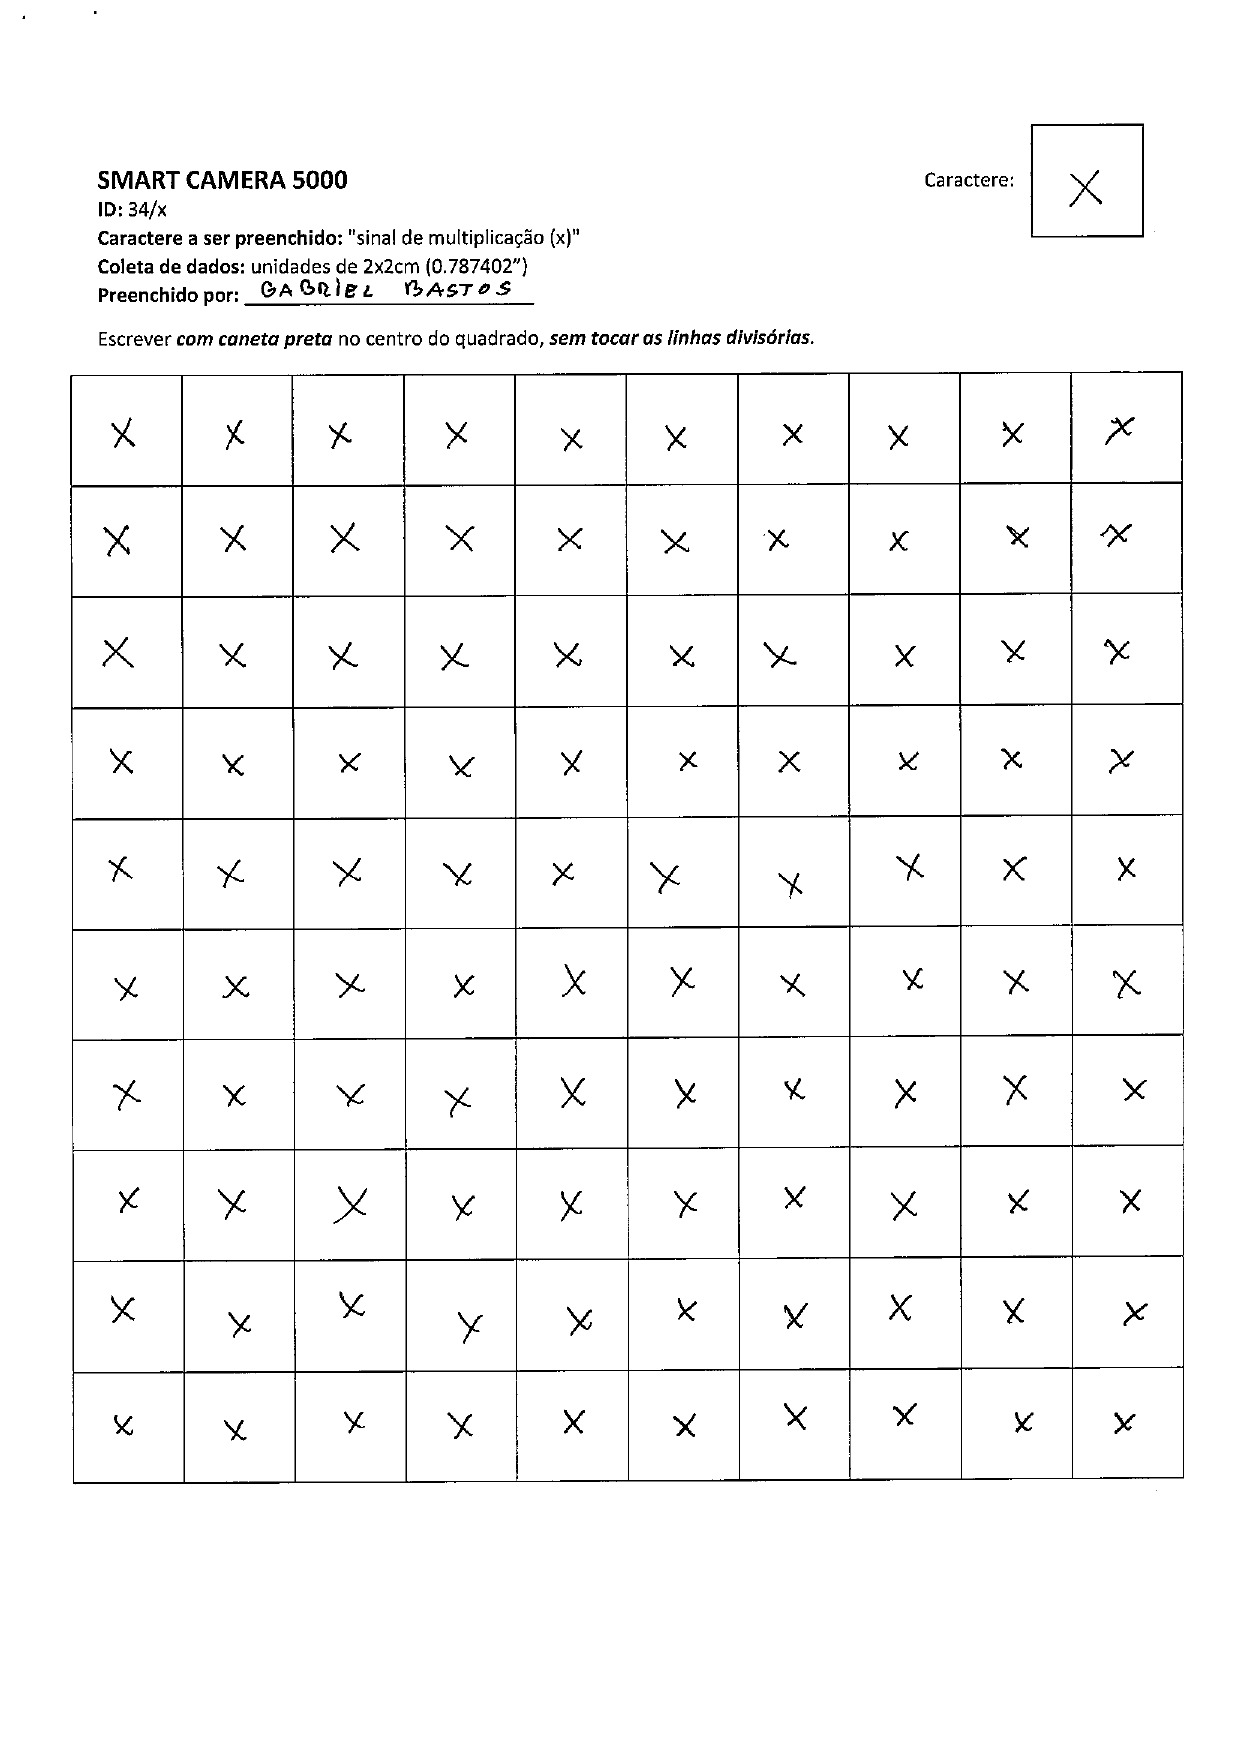 SMART CAMERA 5000
Caractere: X
ID: 34/x
Caractere a ser preenchido: "sinal de multiplicação (x)"
Coleta de dados: unidades de 2x2cm (0.787402”)
Preenchido por: GABRIEL BASTOS
Escrever com caneta preta no centro do quadrado, sem tocar as linhas divisórias.
X X X X X X X X X X
X X X X X X X X X X
X X X X X X X X X X
X X X X X X X X X X
X X X X X X X X X X
X X X X X X X X X X
X X X X X X X X X X
X X X X X X X X X X
X X X X X X X X X X
X X X X X X X X X X